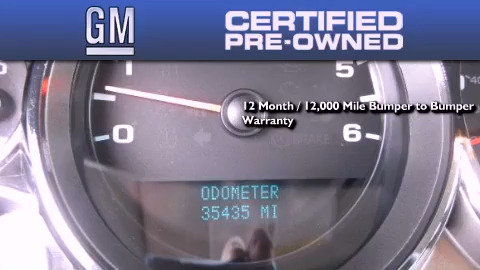 GM
CERTIFIED
PRE-OWNED
1
5
12 Month / 12,000 Mile Bumper to Bumper
Warranty
0
BRAKE
6
ODOMETER
35435 MI